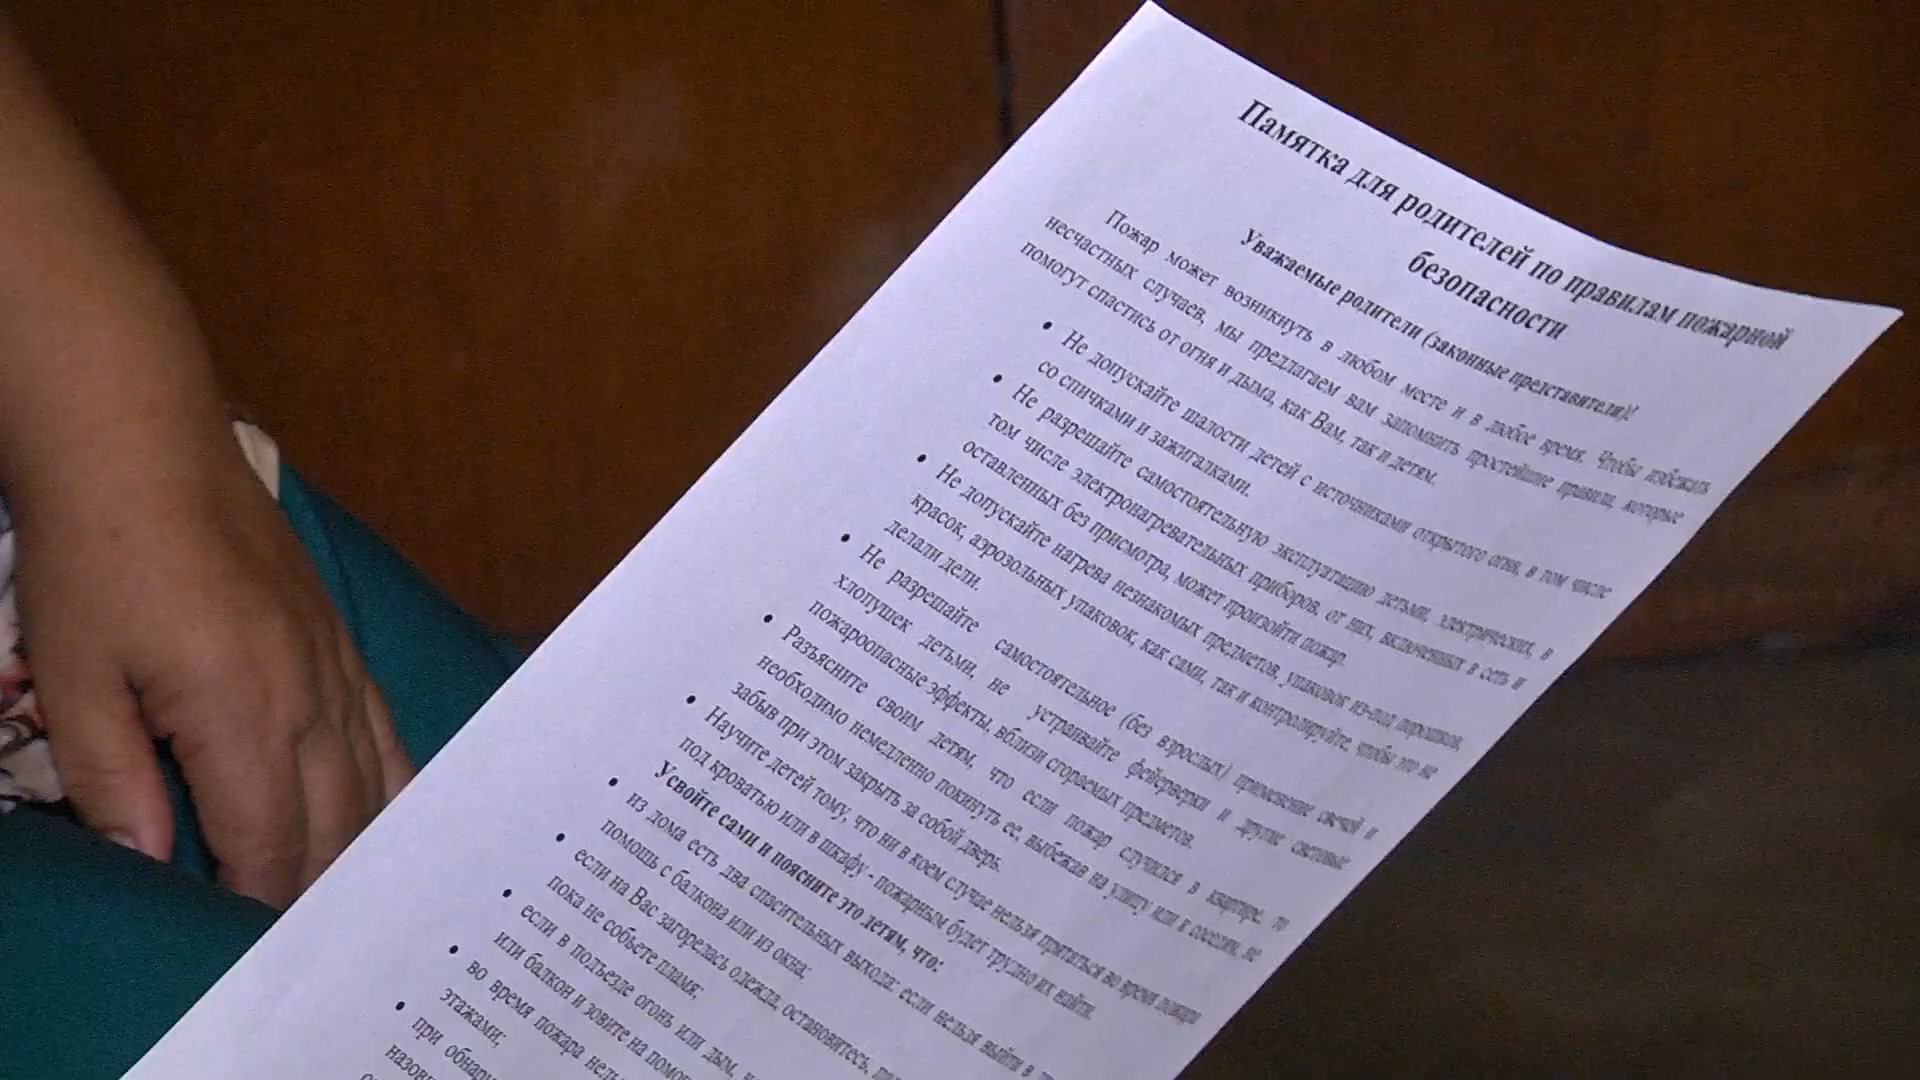 Памятка для родителей по правилам пожарной
безопасности
Уважаемые родители (законные представители)!
Пожар может возникнуть в любом месте и в любое время. Чтобы избежать
несчастных случаев, мы предлагаем вам запомнить простейшие правила, которые
помогут спастись от огня и дыма, как Вам, так и детям.
• Не допускайте шалости детей с источниками открытого огня, в том числе
со спичками и зажигалками.
• Не разрешайте самостоятельную эксплуатацию детьми, электрических, в
том числе электронагревательных приборов, от них, включенных в сеть и
оставленных без присмотра, может произойти пожар.
• Не допускайте нагрева незнакомых предметов, упаковок из-под порошков,
красок, аэрозольных упаковок, как сами, так и контролируйте, чтобы это не
делали дети.
• Не разрешайте самостоятельное (без взрослых) применение свечей и
хлопушек детьми, не устраивайте фейерверки и другие световые
пожароопасные эффекты, вблизи сгораемых предметов.
• Разъясните своим детям, что если пожар случился в квартире, то
необходимо немедленно покинуть ее, выбежав на улицу или к соседям, не
забыв при этом закрыть за собой дверь.
• Научите детей тому, что ни в коем случае нельзя прятаться во время пожара
под кроватью или в шкафу - пожарным будет трудно их найти.
Усвойте сами и поясните это детям, что:
• из дома есть два спасительных выхода: если нельзя выйти в
помощь с балкона или из окна;
• если на Вас загорелась одежда, остановитесь,
пока не собьете пламя;
• если в подъезде огонь или дым,
или балкон и зовите на
• во время пожара
этажами;
• при